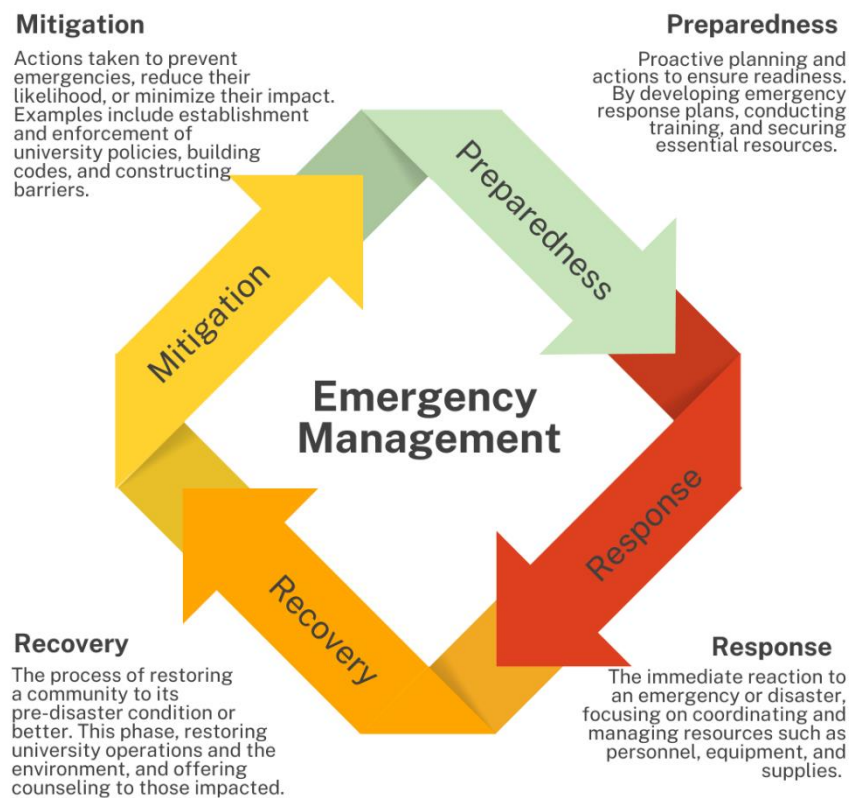 Mitigation
Actions taken to prevent
emergencies, reduce their
likelihood, or minimize their impact.
Examples include establishment
and enforcement of
university policies, building
codes, and constructing
barriers.
Preparedness
Proactive planning and
actions to ensure readiness.
By developing emergency
response plans, conducting
training, and securing
essential resources.
Preparedness
Mitigation
Emergency
Management
Response
Recovery
Recovery
The process of restoring
a community to its
pre-disaster condition or
better. This phase, restoring
university operations and the
environment, and offering
counseling to those impacted.
Response
The immediate reaction to
an emergency or disaster,
focusing on coordinating and
managing resources such as
personnel, equipment, and
supplies.